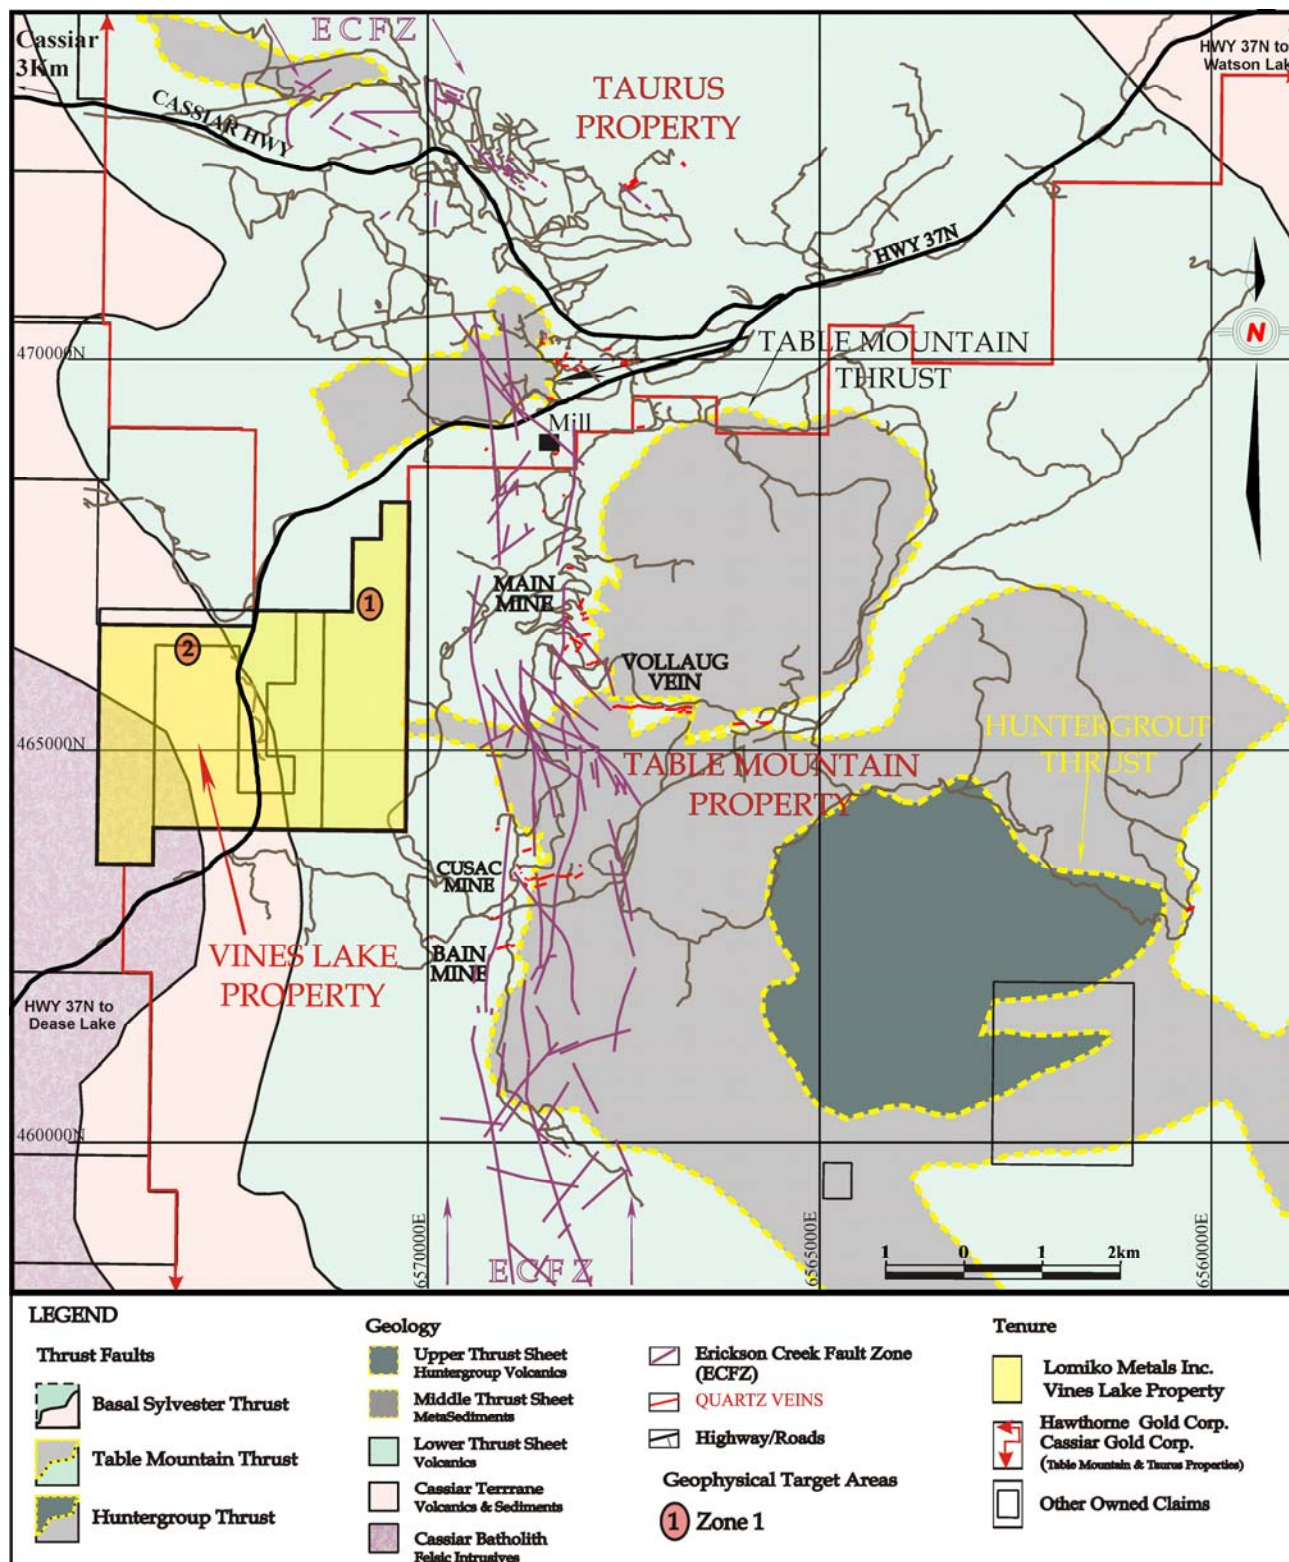 E C F Z
Cassiar
3Km
CASSIAR HWY
TAURUS
PROPERTY
HWY 37N to
Watson Lak
HWY 37N
N
470000N
TABLE MOUNTAIN
THRUST
Mill
1
MAIN
MINE
2
VOLLAUG
VEIN
HUNTERGROUP
THRUST
465000N
TABLE MOUNTAIN
PROPERTY
CUSAC
MINE
VINES LAKE
PROPERTY
BAIN
MINE
HWY 37N to
Dease Lake
460000N
6570000E
6565000E
6560000E
E C F Z
1 0 1 2km
LEGEND
Thrust Faults
Basal Sylvester Thrust
Table Mountain Thrust
Huntergroup Thrust
Geology
Upper Thrust Sheet
Huntergroup Volcanics
Middle Thrust Sheet
MetaSediments
Lower Thrust Sheet
Volcanics
Cassiar Terrrane
Volcanics & Sediments
Cassiar Batholith
Felsic Intrusives
Erickson Creek Fault Zone
(ECFZ)
QUARTZ VEINS
Highway/Roads
Geophysical Target Areas
1 Zone 1
Tenure
Lomiko Metals Inc.
Vines Lake Property
Hawthorne Gold Corp.
Cassiar Gold Corp.
(Table Mountain & Taurus Properties)
Other Owned Claims